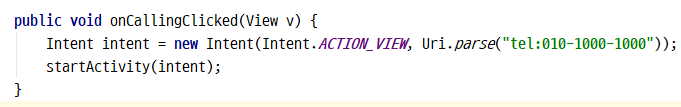 public void onCallingClicked(View v) {
    Intent intent = new Intent(Intent.ACTION_VIEW, Uri.parse("tel:010-1000-1000"));
    startActivity(intent);
}